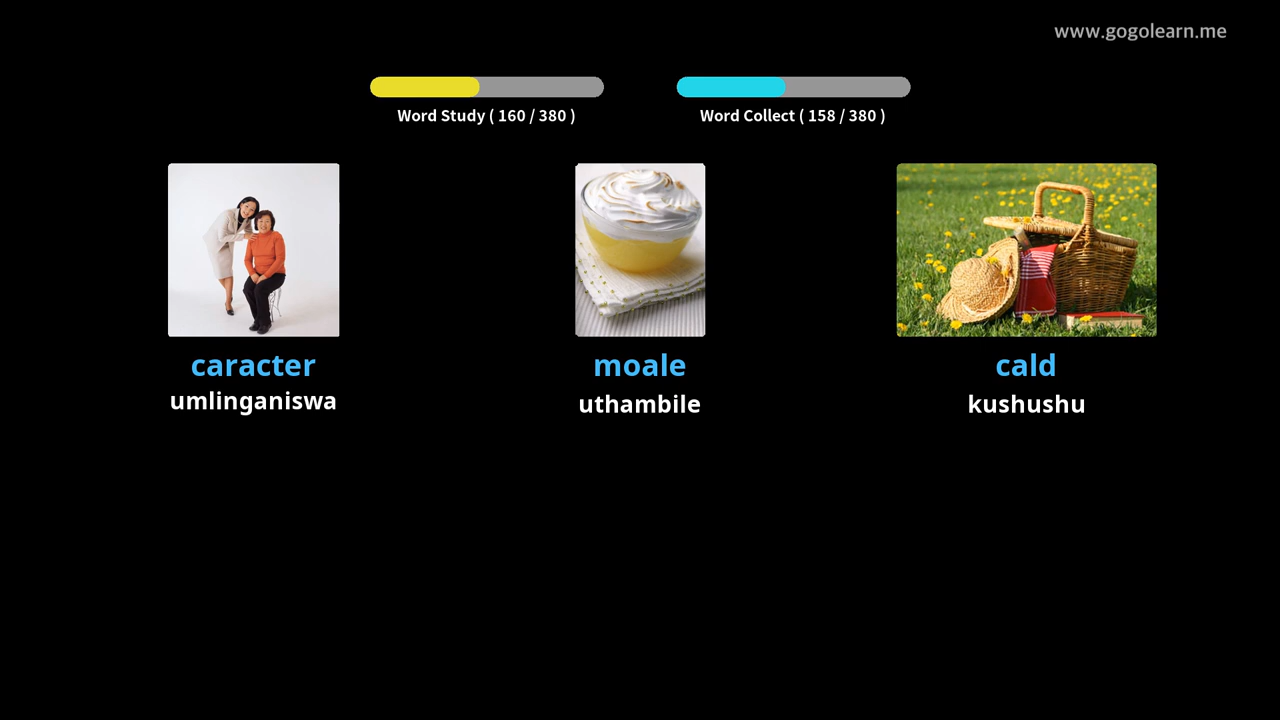 www.gogolearn.me
Word Study ( 160 / 380 )
Word Collect ( 158 / 380 )
caracter
umlinganiswa
moale
uthambile
cald
kushushu